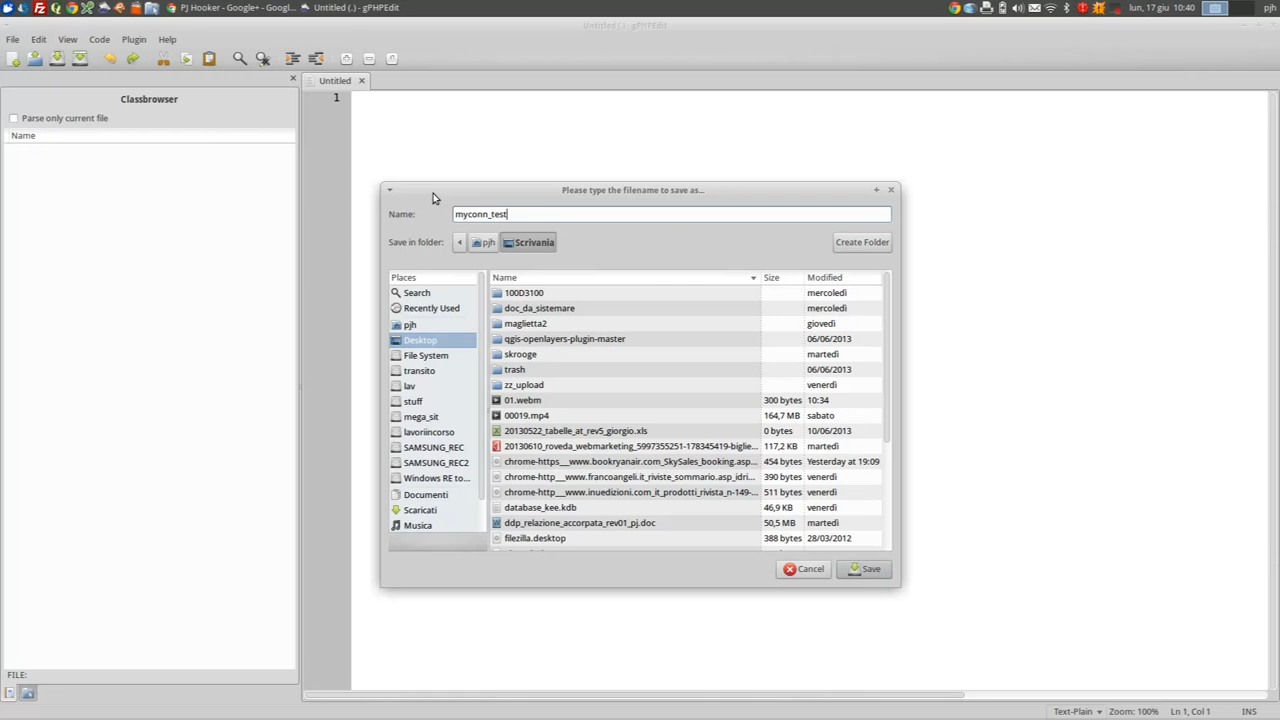 PJ Hooker - Google+ - Googl...
Untitled (.) - gPHPEdit
lun, 17 giu 10:40
pjh
Untitled (.) - gPHPEdit
File Edit View Code Plugin Help
Classbrowser
Parse only current file
Name
FILE:
Untitled
1
Please type the filename to save as...
Name: myconn_test
Save in folder: pjh Scrivania Create Folder
Places
Search
Recently Used
pjh
Desktop
File System
transito
lav
stuff
mega_sit
lavoriincorso
SAMSUNG_REC
SAMSUNG_REC2
Windows RE to...
Documenti
Scaricati
Musica
Name Size Modified
100D3100 mercoledì
doc_da_sistemare mercoledì
maglietta2 giovedì
qgis-openlayers-plugin-master 06/06/2013
skrooge martedì
trash 06/06/2013
zz_upload venerdì
01.webm 300 bytes 10:34
00019.mp4 164,7 MB sabato
20130522_tabelle_at_rev5_giorgio.xls 0 bytes 10/06/2013
20130610_roveda_webmarketing_5997355251-178345419-biglie... 117,2 KB martedì
chrome-https__www.bookryanair.com_SkySales_booking.asp... 454 bytes Yesterday at 19:09
chrome-http__www.francoangeli.it_riviste_sommario.asp_idri... 390 bytes venerdì
chrome-http__www.inuedizioni.com_it_prodotti_rivista_n-149-... 511 bytes venerdì
database_kee.kdb 46,9 KB venerdì
ddp_relazione_accorpata_rev01_pj.doc 50,5 MB martedì
filezilla.desktop 388 bytes 28/03/2012
Cancel Save
Text-Plain Zoom: 100% Ln 1, Col 1 INS